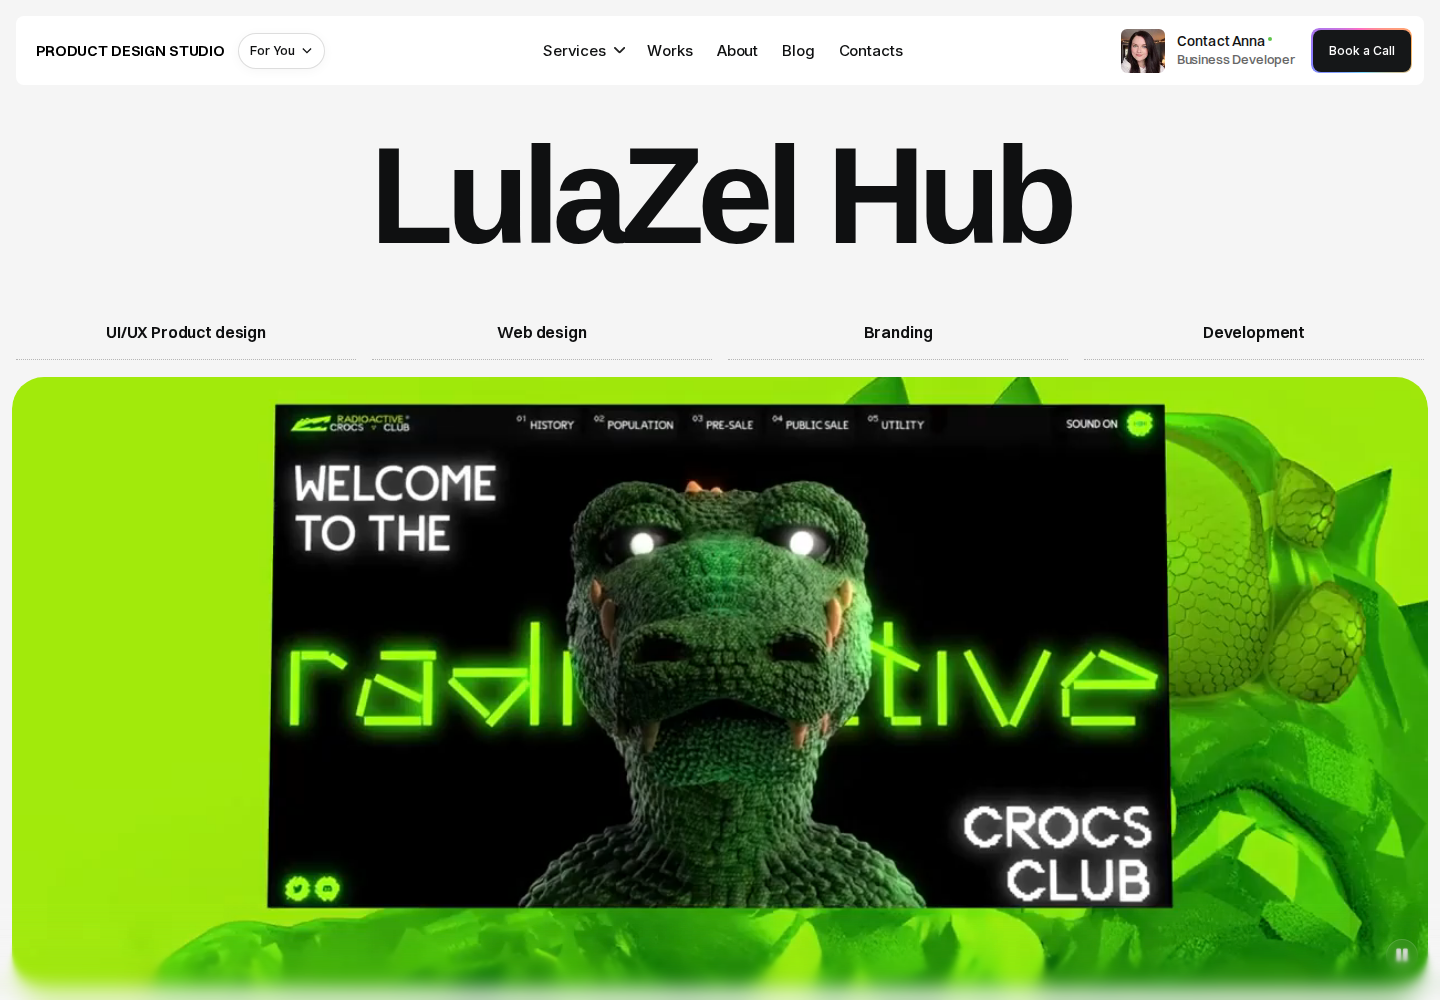 PRODUCT DESIGN STUDIO
For You
Services
Works
About
Blog
Contacts
Contact Anna
Business Developer
Book a Call
LulaZel Hub
UI/UX Product design
Web design
Branding
Development
RADIOACTIVE
CROCS CLUB
01 HISTORY
02 POPULATION
03 PRE-SALE
04 PUBLIC SALE
05 UTILITY
SOUND ON
WELCOME
TO THE
radi ctive
CROCS
CLUB